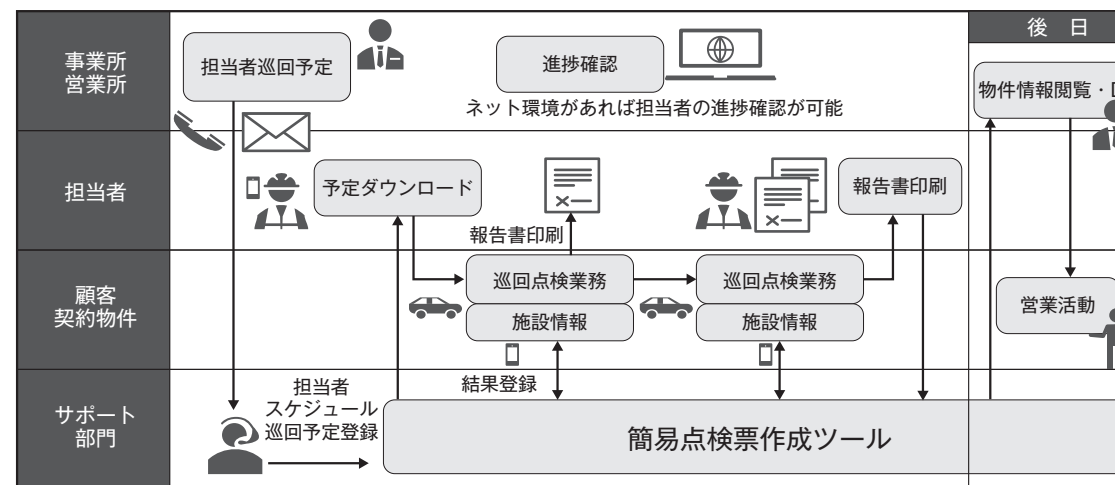 後 日
事業所
営業所
担当者巡回予定
進捗確認
ネット環境があれば担当者の進捗確認が可能
物件情報閲覧・
担当者
予定ダウンロード
報告書印刷
報告書印刷
顧客
契約物件
巡回点検業務
施設情報
巡回点検業務
施設情報
営業活動
結果登録
サポート
部門
担当者
スケジュール
巡回予定登録
簡易点検票作成ツール